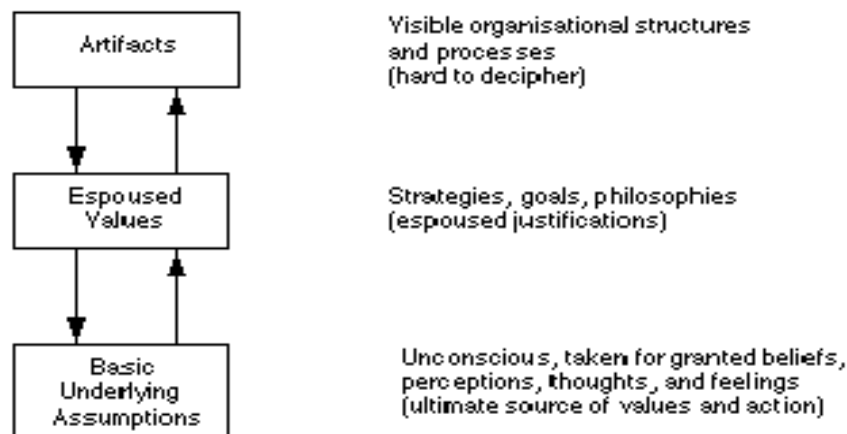 Artifacts
Visible organisational structures
and processes
(hard to decipher)
Espoused
Values
Strategies, goals, philosophies
(espoused justifications)
Basic
Underlying
Assumptions
Unconscious, taken for granted beliefs,
perceptions, thoughts, and feelings
(ultimate source of values and action)